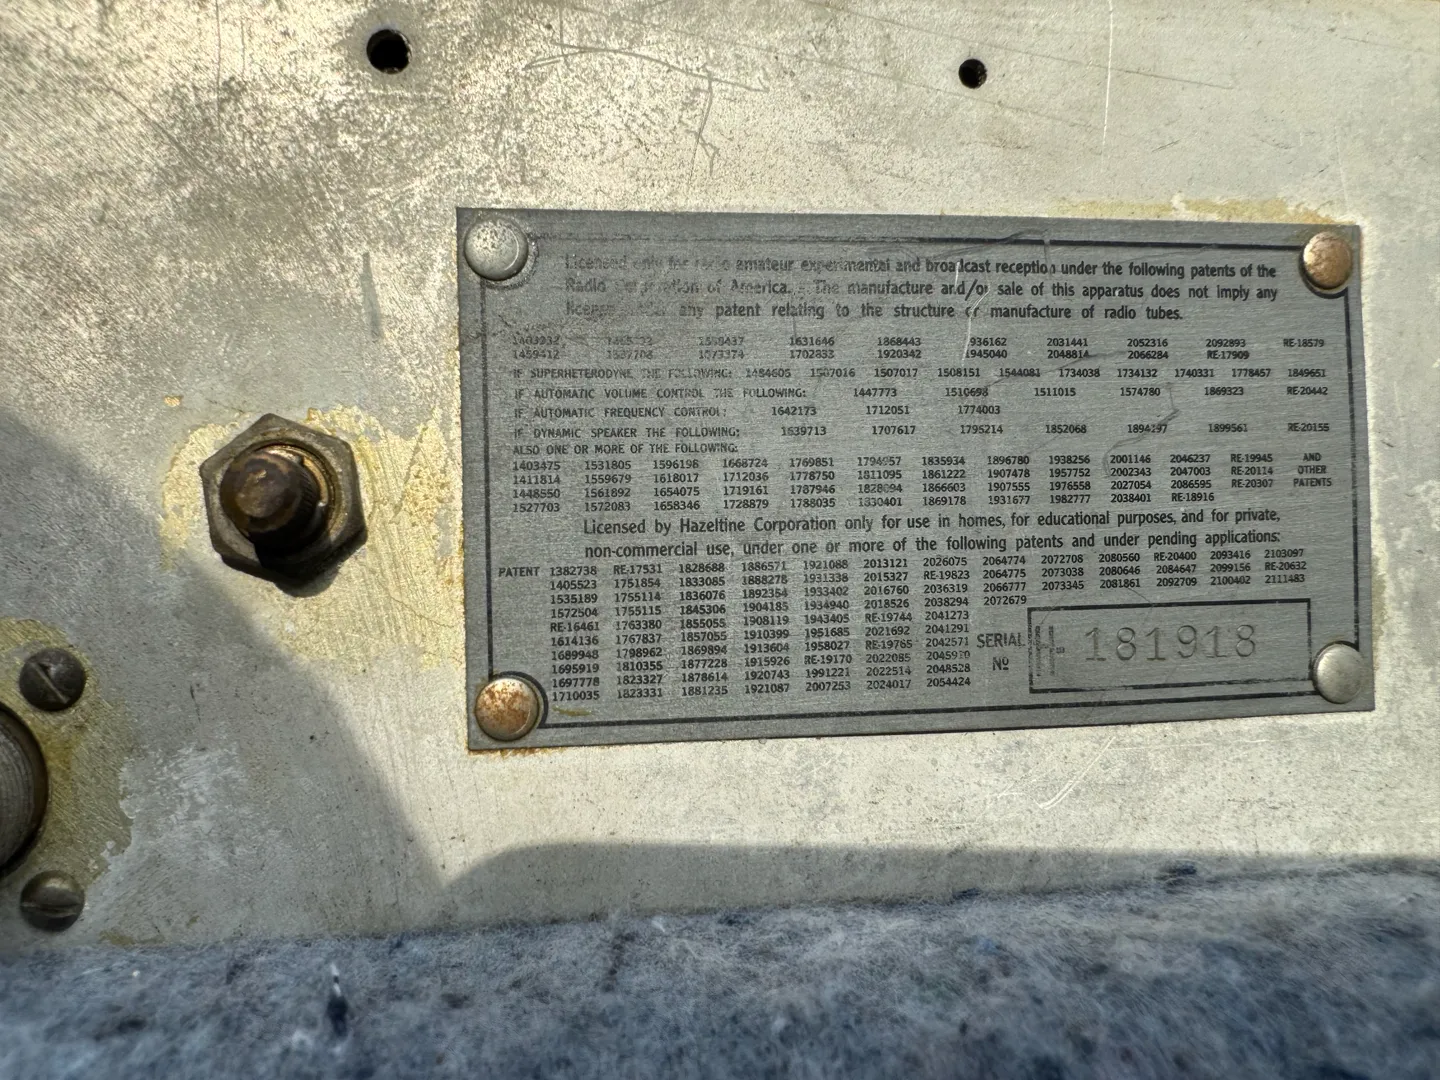 Licensed only for radio amateur experimental and broadcast reception under the following patents of the
Radio Corporation of America. The manufacture and/or sale of this apparatus does not imply any
license under any patent relating to the structure or manufacture of radio tubes.
1631646 1868443 1936162 2031441 2052316 2092893 RE-18579
1459412 1702833 1920342 1945040 2048814 2066284 RE-17909
IF SUPERHETERODYNE THE FOLLOWING: 1484605 1507016 1507017 1508151 1544081 1734038 1734132 1740331 1778457 1849651
IF AUTOMATIC VOLUME CONTROL THE FOLLOWING: 1447773 1510698 1511015 1574780 1869323 RE-20442
IF AUTOMATIC FREQUENCY CONTROL: 1642173 1712051 1774003
IF DYNAMIC SPEAKER THE FOLLOWING: 1639713 1707617 1795214 1852068 1894197 1899561 RE-20155
ALSO ONE OR MORE OF THE FOLLOWING:
1403475 1531805 1596198 1668724 1769851 1794957 1835934 1896780 1938256 2001146 2046237 RE-19945 AND
1411814 1559679 1618017 1712036 1778750 1811095 1861222 1907478 1957752 2002343 2047003 RE-20114 OTHER
1448550 1561892 1654075 1719161 1787946 1828094 1866603 1907555 1976558 2027054 2086595 RE-20307 PATENTS
1527703 1572083 1658346 1728879 1788035 1830401 1869178 1931677 1982777 2038401 RE-18916
Licensed by Hazeltine Corporation only for use in homes, for educational purposes, and for private,
non-commercial use, under one or more of the following patents and under pending applications:
PATENT 1382738 RE-17531 1828688 1886571 1921088 2013121 2026075 2064774 2072708 2080560 RE-20400 2093416 2103097
1405523 1751854 1833085 1888278 1931338 2015327 RE-19823 2064775 2073038 2080646 2084647 2099156 RE-20632
1535189 1755114 1836076 1892354 1933402 2016760 2036319 2066777 2073345 2081861 2092709 2100402 2111483
1572504 1755115 1845306 1904185 1934940 2018526 2038294 2072679
RE-16461 1763380 1855055 1908119 1943405 RE-19744 2041273
1614136 1767837 1857055 1910399 1951685 2021692 2041291
1689948 1798962 1869894 1913604 1958027 RE-19765 2042571
1695919 1810355 1877228 1915926 RE-19170 2022085 2045970
1697778 1823327 1878614 1920743 1991221 2022514 2048528
1710035 1823331 1881235 1921087 2007253 2024017 2054424
SERIAL Nº H- 181918